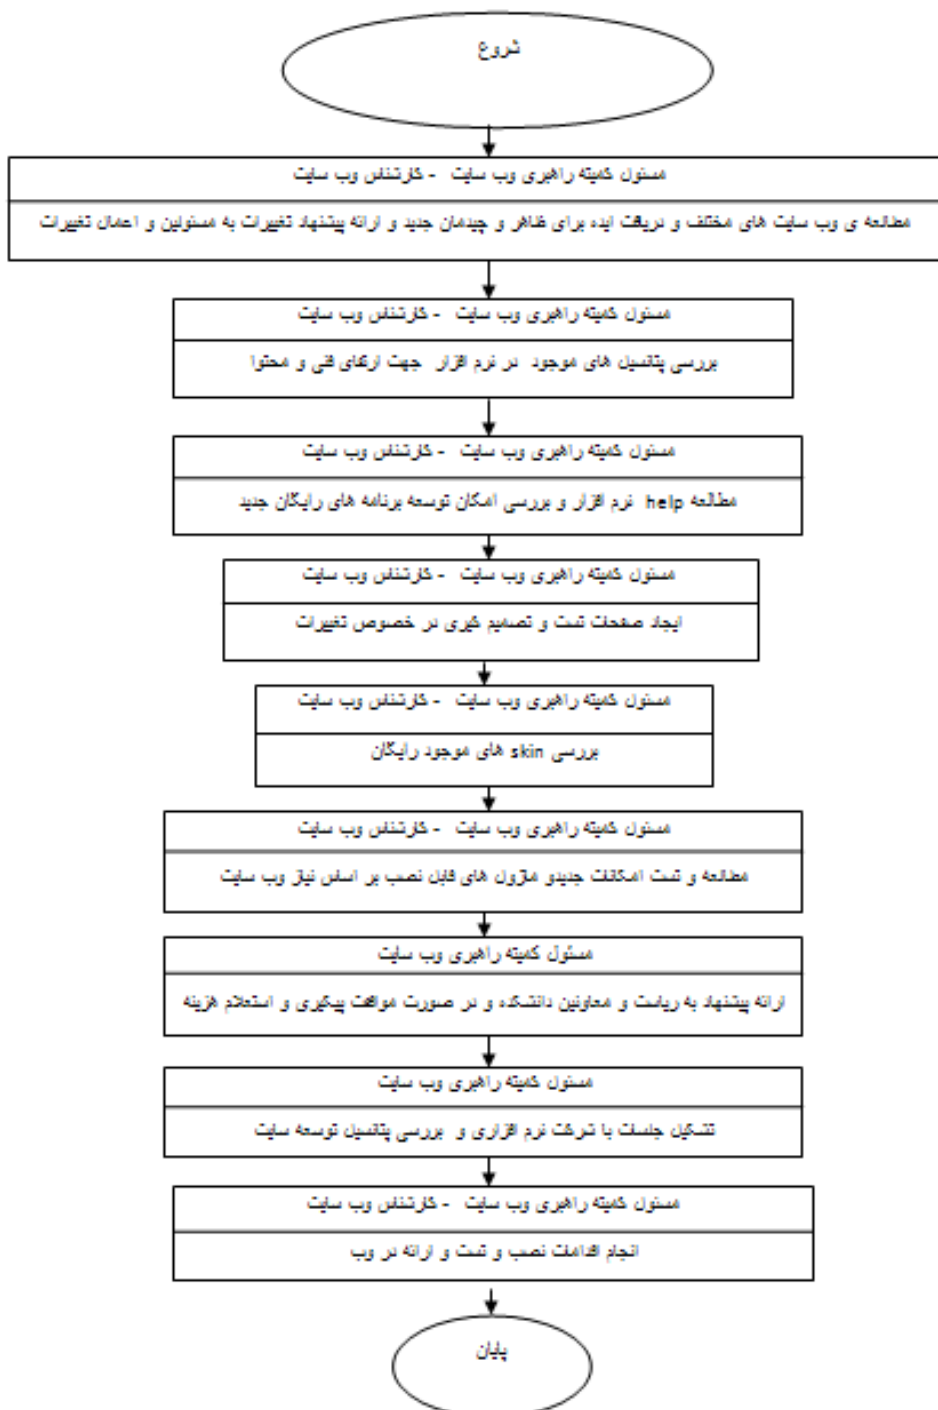 شروع
مسئول کمیته راهبری وب سایت - کارشناس وب سایت
مطالعه ی وب سایت های مختلف و دریافت ایده برای ظاهر و چیدمان جدید و ارائه پیشنهاد تغییرات به مسئولین و اعمال تغییرات
مسئول کمیته راهبری وب سایت - کارشناس وب سایت
بررسی پتانسیل های موجود در نرم افزار جهت ارتقای فنی و محتوا
مسئول کمیته راهبری وب سایت - کارشناس وب سایت
مطالعه help نرم افزار و بررسی امکان توسعه برنامه های رایگان جدید
مسئول کمیته راهبری وب سایت - کارشناس وب سایت
ایجاد صفحات تست و تصمیم گیری در خصوص تغییرات
مسئول کمیته راهبری وب سایت - کارشناس وب سایت
بررسی skin های موجود رایگان
مسئول کمیته راهبری وب سایت - کارشناس وب سایت
مطالعه و تست امکانات جدیدو ماژول های قابل نصب بر اساس نیاز وب سایت
مسئول کمیته راهبری وب سایت
ارائه پیشنهاد به ریاست و معاونین دانشکده و در صورت موافقت پیگیری و استعلام هزینه
مسئول کمیته راهبری وب سایت
تشکیل جلسات با شرکت نرم افزاری و بررسی پتانسیل توسعه سایت
مسئول کمیته راهبری وب سایت - کارشناس وب سایت
انجام اقدامات نصب و تست و ارائه در وب
پایان